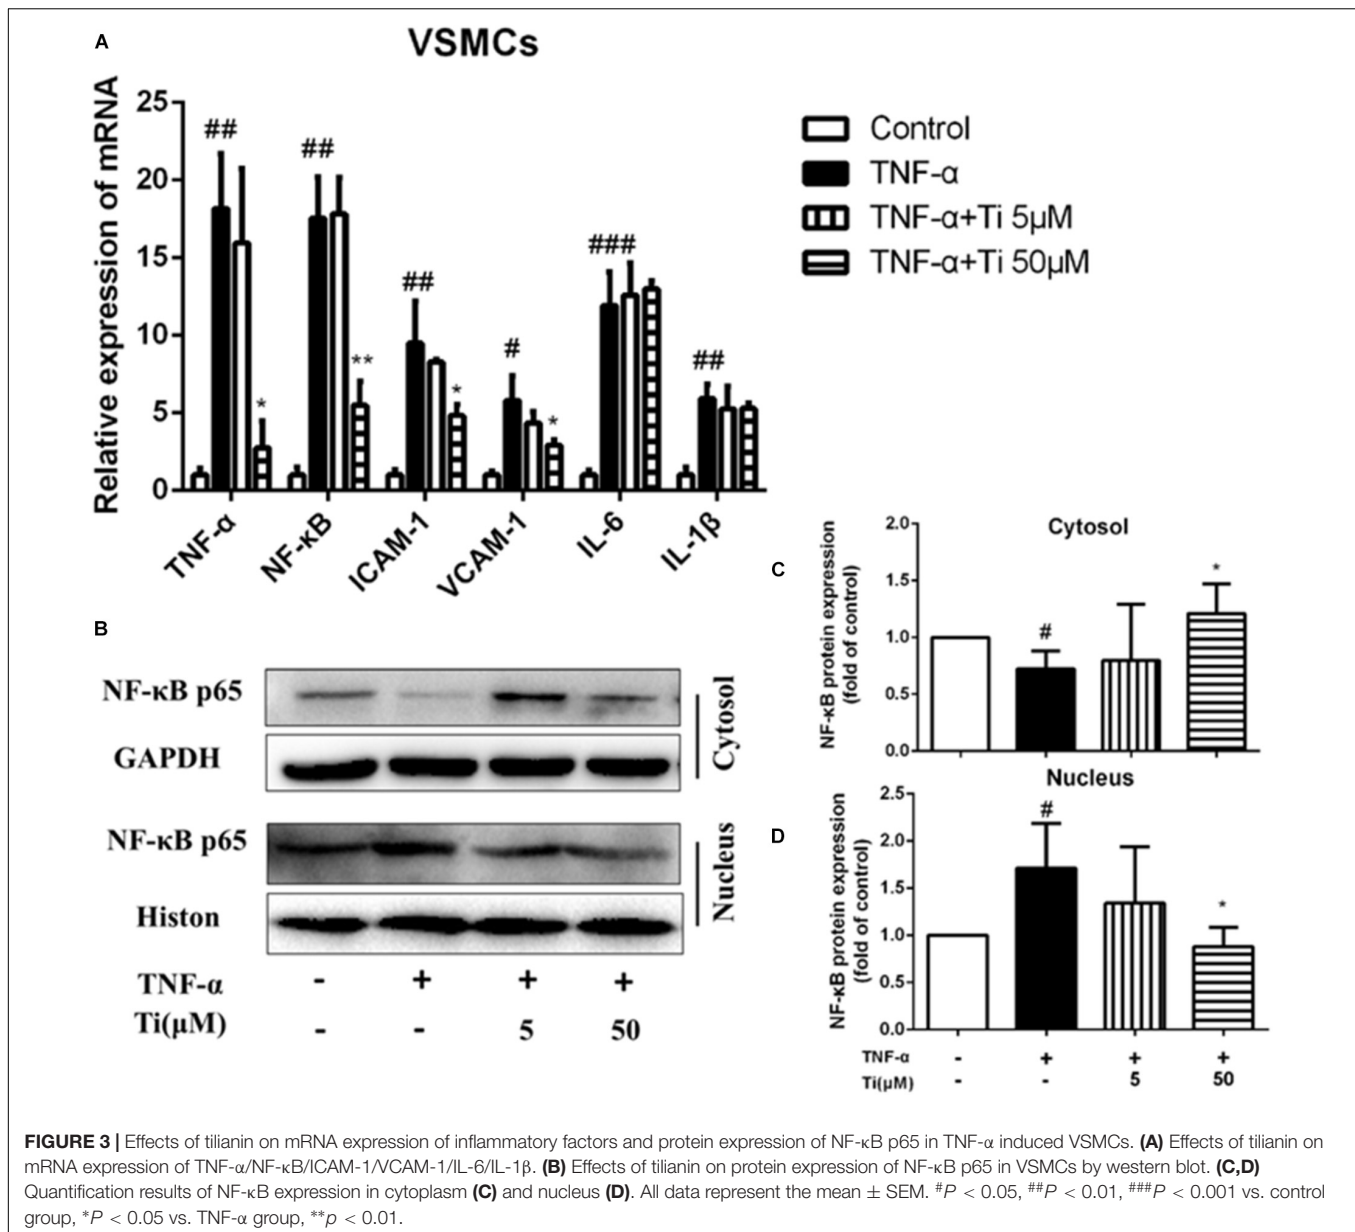 A
VSMCs
Relative expression of mRNA
25
20
15
10
5
0
##
##
##
#
###
##
*
**
*
*
TNF-α
NF-κB
ICAM-1
VCAM-1
IL-6
IL-1β
Control
TNF-α
TNF-α+Ti 5μM
TNF-α+Ti 50μM
B
NF-κB p65
GAPDH
Cytosol
NF-κB p65
Histon
Nucleus
TNF-α - + + +
Ti(μM) - - 5 50
C
Cytosol
NF-κB protein expression
(fold of control)
2.0
1.5
1.0
0.5
0.0
#
*
D
Nucleus
NF-κB protein expression
(fold of control)
2.5
2.0
1.5
1.0
0.5
0.0
#
*
TNF-α - + + +
Ti(μM) - - 5 50
FIGURE 3 | Effects of tilianin on mRNA expression of inflammatory factors and protein expression of NF-κB p65 in TNF-α induced VSMCs. (A) Effects of tilianin on
mRNA expression of TNF-α/NF-κB/ICAM-1/VCAM-1/IL-6/IL-1β. (B) Effects of tilianin on protein expression of NF-κB p65 in VSMCs by western blot. (C,D)
Quantification results of NF-κB expression in cytoplasm (C) and nucleus (D). All data represent the mean ± SEM. #P < 0.05, ##P < 0.01, ###P < 0.001 vs. control
group, *P < 0.05 vs. TNF-α group, **p < 0.01.